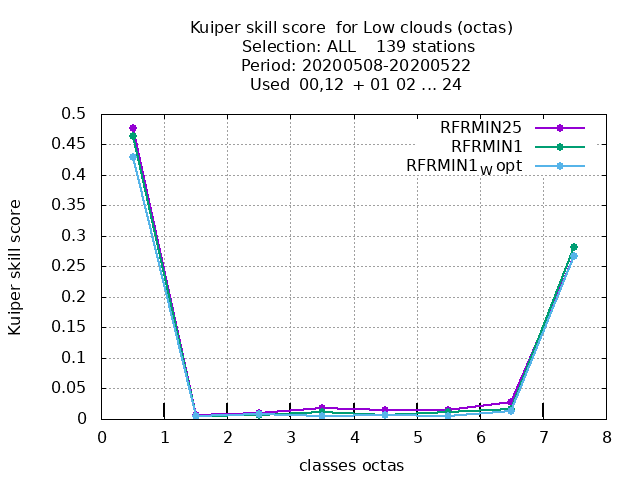 Kuiper skill score  for Low clouds (octas)
Selection: ALL    139 stations
Period: 20200508-20200522
Used  00,12  + 01 02 ... 24
RFRMIN25
RFRMIN1
RFRMIN1W opt
0.5
0.45
0.4
0.35
0.3
0.25
0.2
0.15
0.1
0.05
0
Kuiper skill score
0 1 2 3 4 5 6 7 8
classes octas